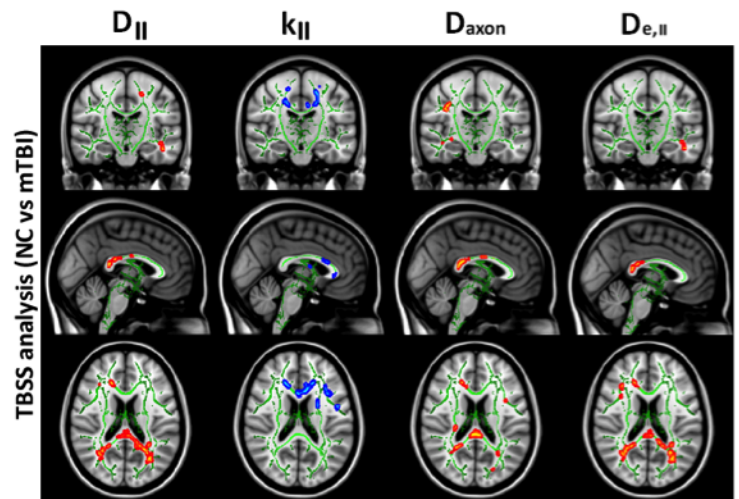 D||
k||
Daxon
De,||
TBSS analysis (NC vs mTBI)